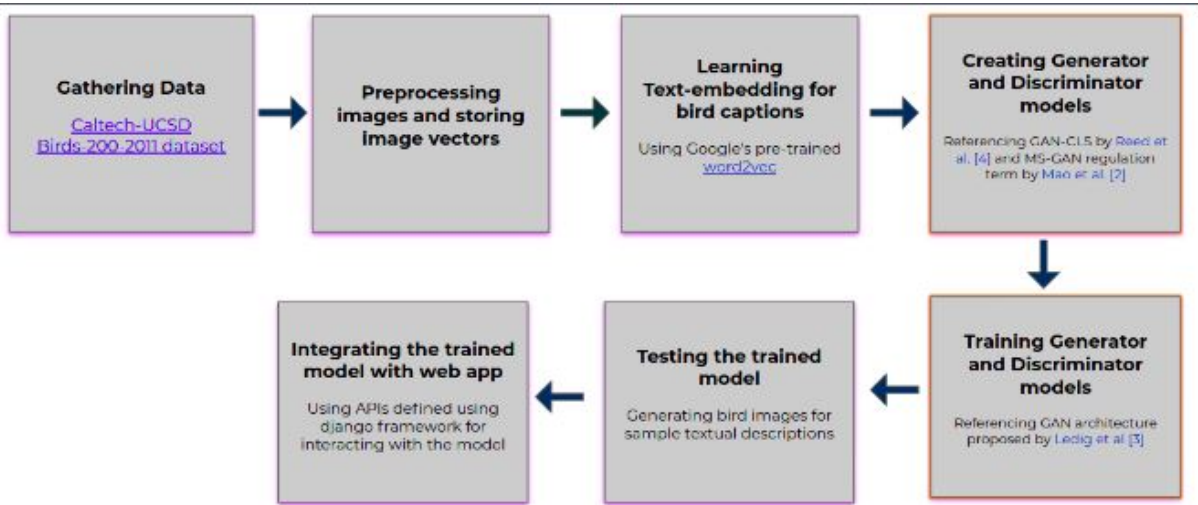 Gathering Data
Caltech-UCSD
Birds-200-2011 dataset
Preprocessing
images and storing
image vectors
Learning
Text-embedding for
bird captions
Using Google's pre-trained
word2vec
Creating Generator
and Discriminator
models
Referencing GAN-CLS by Reed et
al. [4] and MS-GAN regulation
term by Mao et al. [2]
Training Generator
and Discriminator
models
Referencing GAN architecture
proposed by Ledig et al [3]
Testing the trained
model
Generating bird images for
sample textual descriptions
Integrating the trained
model with web app
Using APIs defined using
django framework for
interacting with the model